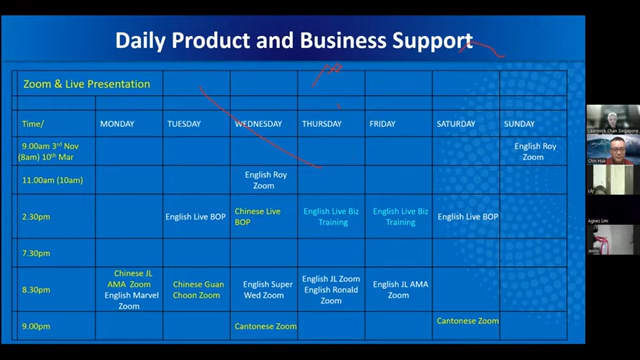 Daily Product and Business Support
Zoom & Live Presentation
Time/ MONDAY TUESDAY WEDNESDAY THURSDAY FRIDAY SATURDAY SUNDAY
9.00am 3rd Nov
(8am) 10th Mar
English Roy
Zoom
11.00am (10am)
English Roy
Zoom
2.30pm
English Live BOP
Chinese Live
BOP
English Live Biz
Training
English Live Biz
Training
English Live BOP
7.30pm
8.30pm
Chinese JL
AMA Zoom
English Marvel
Zoom
Chinese Guan
Choon Zoom
English Super
Wed Zoom
English JL Zoom
English Ronald
Zoom
English JL AMA
Zoom
9.00pm
Cantonese Zoom
Cantonese Zoom
Lawrence Chan Singapore
Chin Hua
Lily
Agnes Lim
Jenny